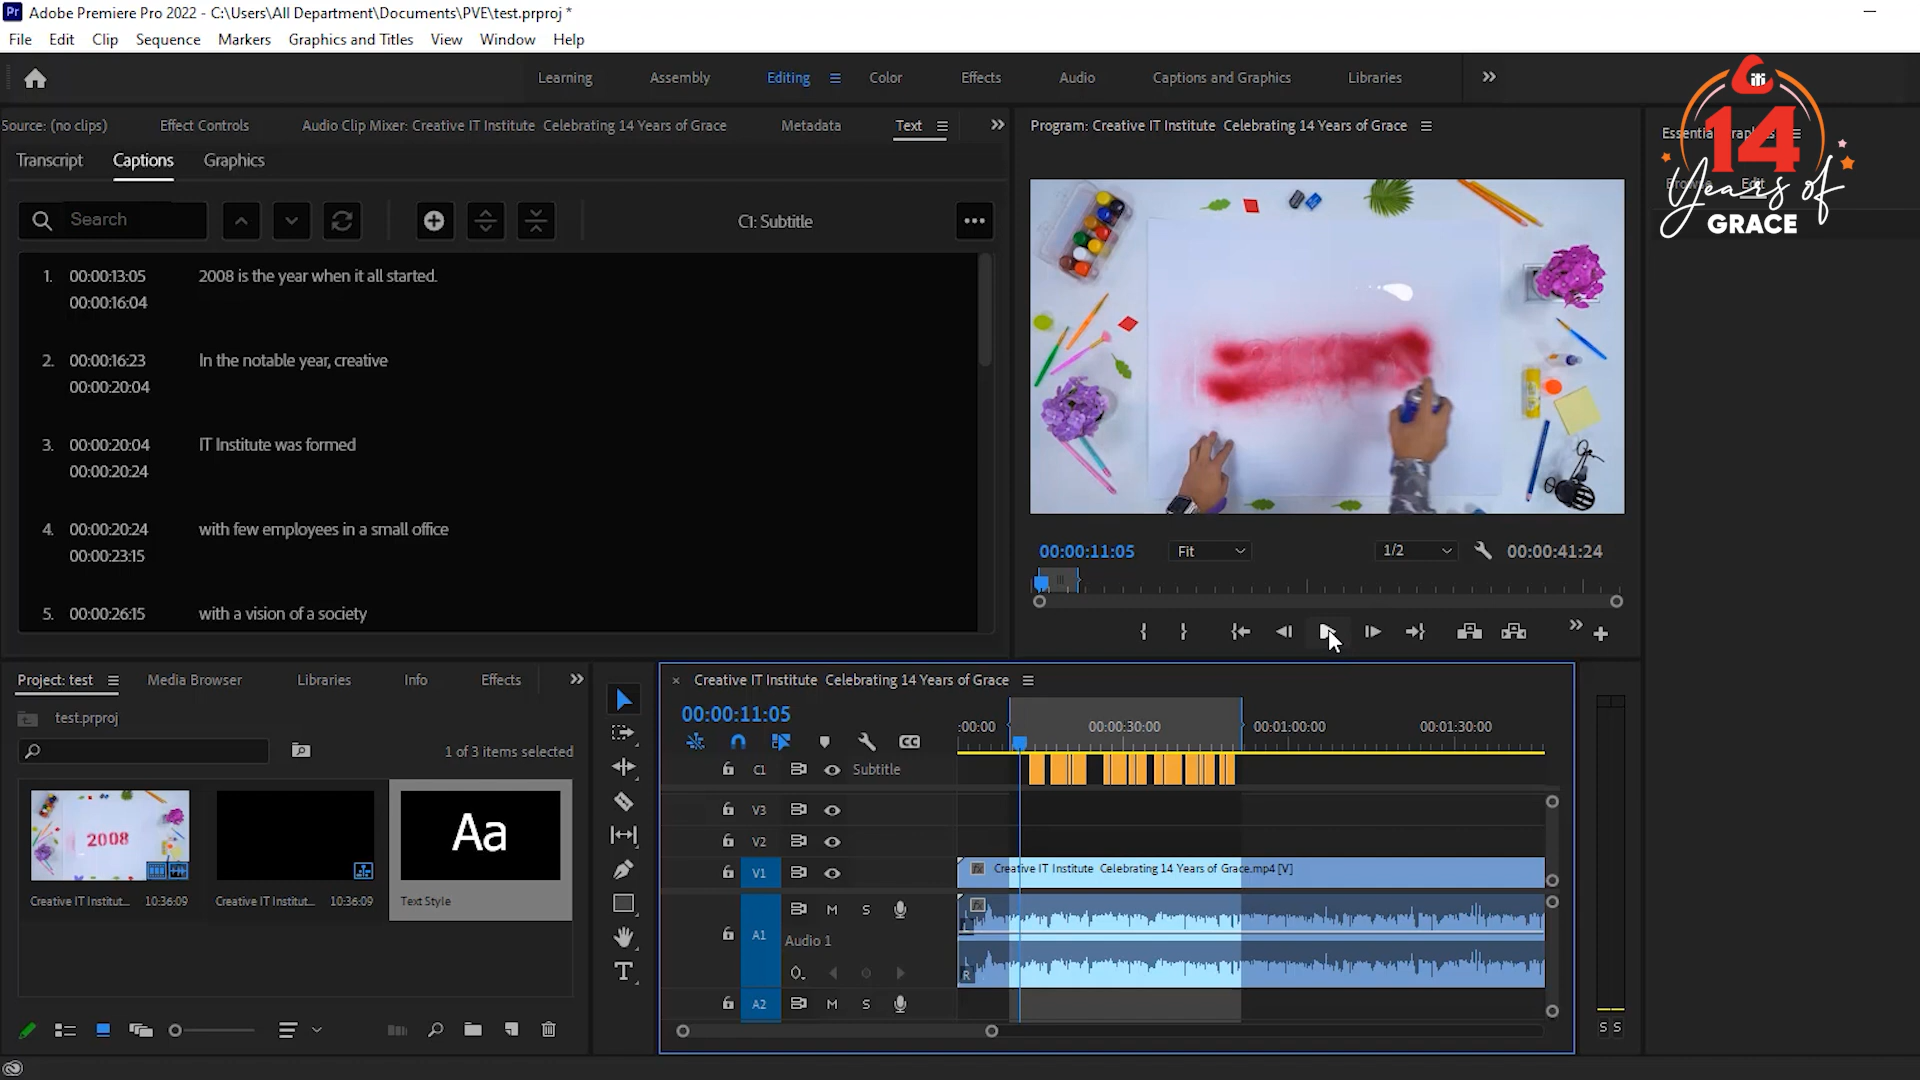 Pr Adobe Premiere Pro 2022 - C:\Users\All Department\Documents\PVE\test.prproj *
File Edit Clip Sequence Markers Graphics and Titles View Window Help
Learning Assembly Editing Color Effects Audio Captions and Graphics Libraries
Source: (no clips) Effect Controls Audio Clip Mixer: Creative IT Institute Celebrating 14 Years of Grace Metadata Text
Program: Creative IT Institute Celebrating 14 Years of Grace
14
Years of
GRACE
Edit
Transcript Captions Graphics
Search
C1: Subtitle
1. 00:00:13:05 2008 is the year when it all started.
00:00:16:04
2. 00:00:16:23 In the notable year, creative
00:00:20:04
3. 00:00:20:04 IT Institute was formed
00:00:20:24
4. 00:00:20:24 with few employees in a small office
00:00:23:15
5. 00:00:26:15 with a vision of a society
00:00:11:05 Fit 1/2 00:00:41:24
Project: test Media Browser Libraries Info Effects
test.prproj
1 of 3 items selected
2008
Aa
Creative IT Institut... 10:36:09 Creative IT Institut... 10:36:09 Text Style
Creative IT Institute Celebrating 14 Years of Grace
00:00:11:05
:00:00 00:00:30:00 00:01:00:00 00:01:30:00
CC
C1 Subtitle
V3
V2
V1 fx Creative IT Institute Celebrating 14 Years of Grace.mp4 [V]
A1 M S
fx
L
Audio 1
R
A2 M S
S S
T